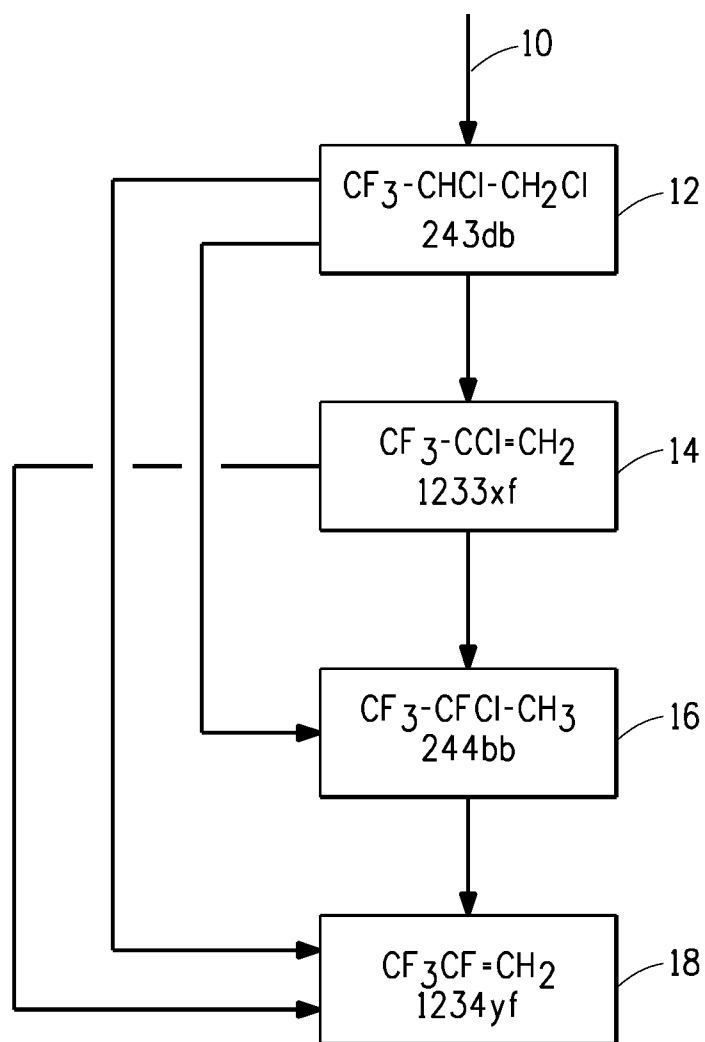 10
CF3-CHCl-CH2Cl
243db
12
CF3-CCl=CH2
1233xf
14
CF3-CFCl-CH3
244bb
16
CF3CF=CH2
1234yf
18